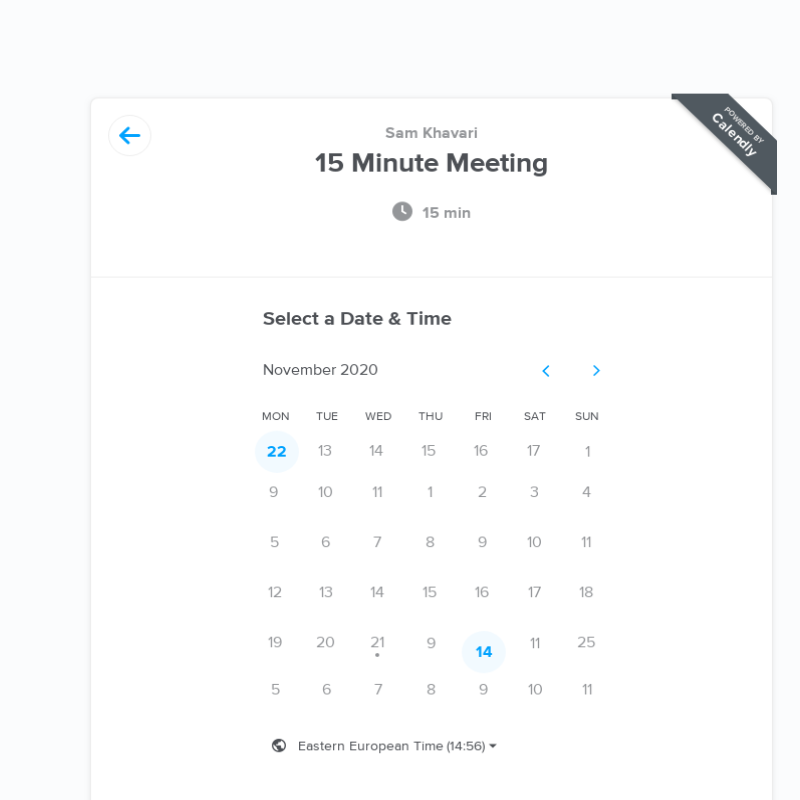 POWERED BY
Calendly
Sam Khavari
15 Minute Meeting
15 min
Select a Date & Time
November 2020
MON TUE WED THU FRI SAT SUN
22 13 14 15 16 17 1
9 10 11 1 2 3 4
5 6 7 8 9 10 11
12 13 14 15 16 17 18
19 20 21 9 14 11 25
5 6 7 8 9 10 11
Eastern European Time (14:56)